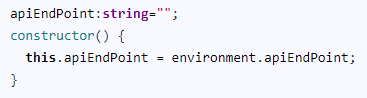 apiEndPoint:string="";
constructor() {
  this.apiEndPoint = environment.apiEndPoint;
}